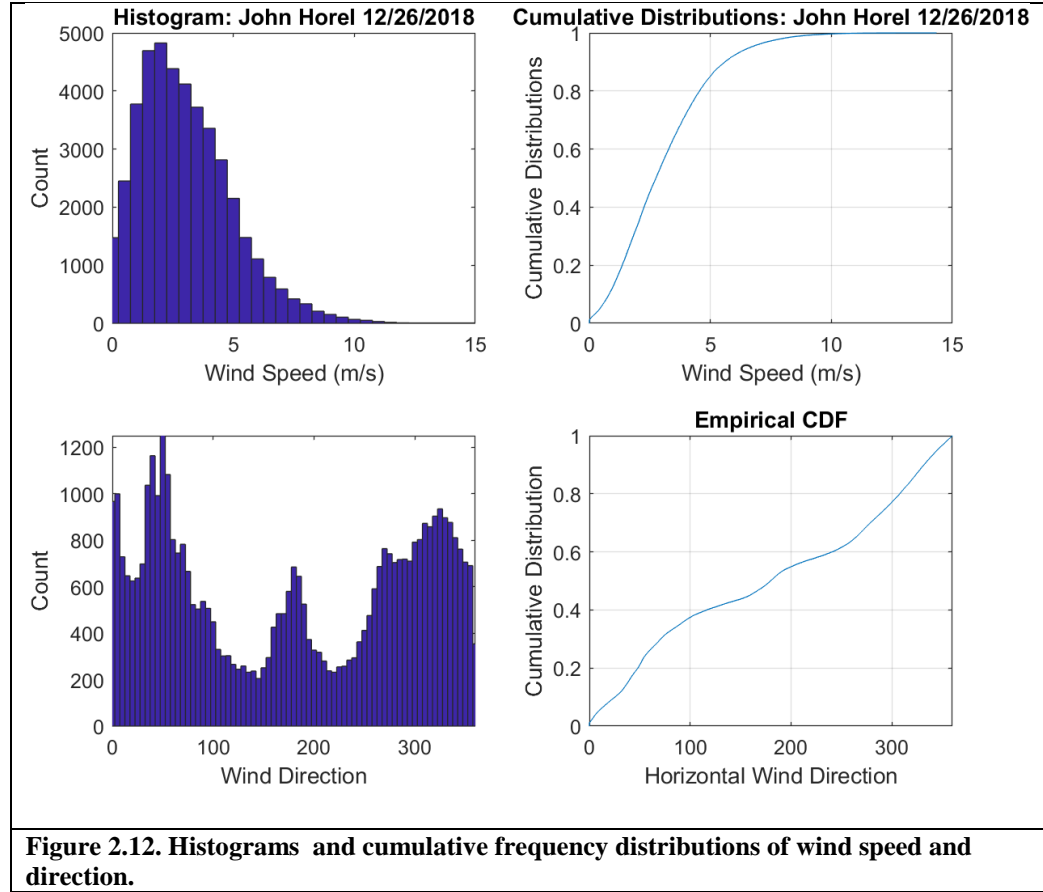 Histogram: John Horel 12/26/2018
5000
4000
3000
2000
1000
0
Count
0 5 10 15
Wind Speed (m/s)
Cumulative Distributions: John Horel 12/26/2018
1
0.8
0.6
0.4
0.2
0
Cumulative Distributions
0 5 10 15
Wind Speed (m/s)
1200
1000
800
600
400
200
0
Count
0 100 200 300
Wind Direction
Empirical CDF
1
0.8
0.6
0.4
0.2
0
Cumulative Distribution
0 100 200 300
Horizontal Wind Direction
Figure 2.12. Histograms and cumulative frequency distributions of wind speed and
direction.